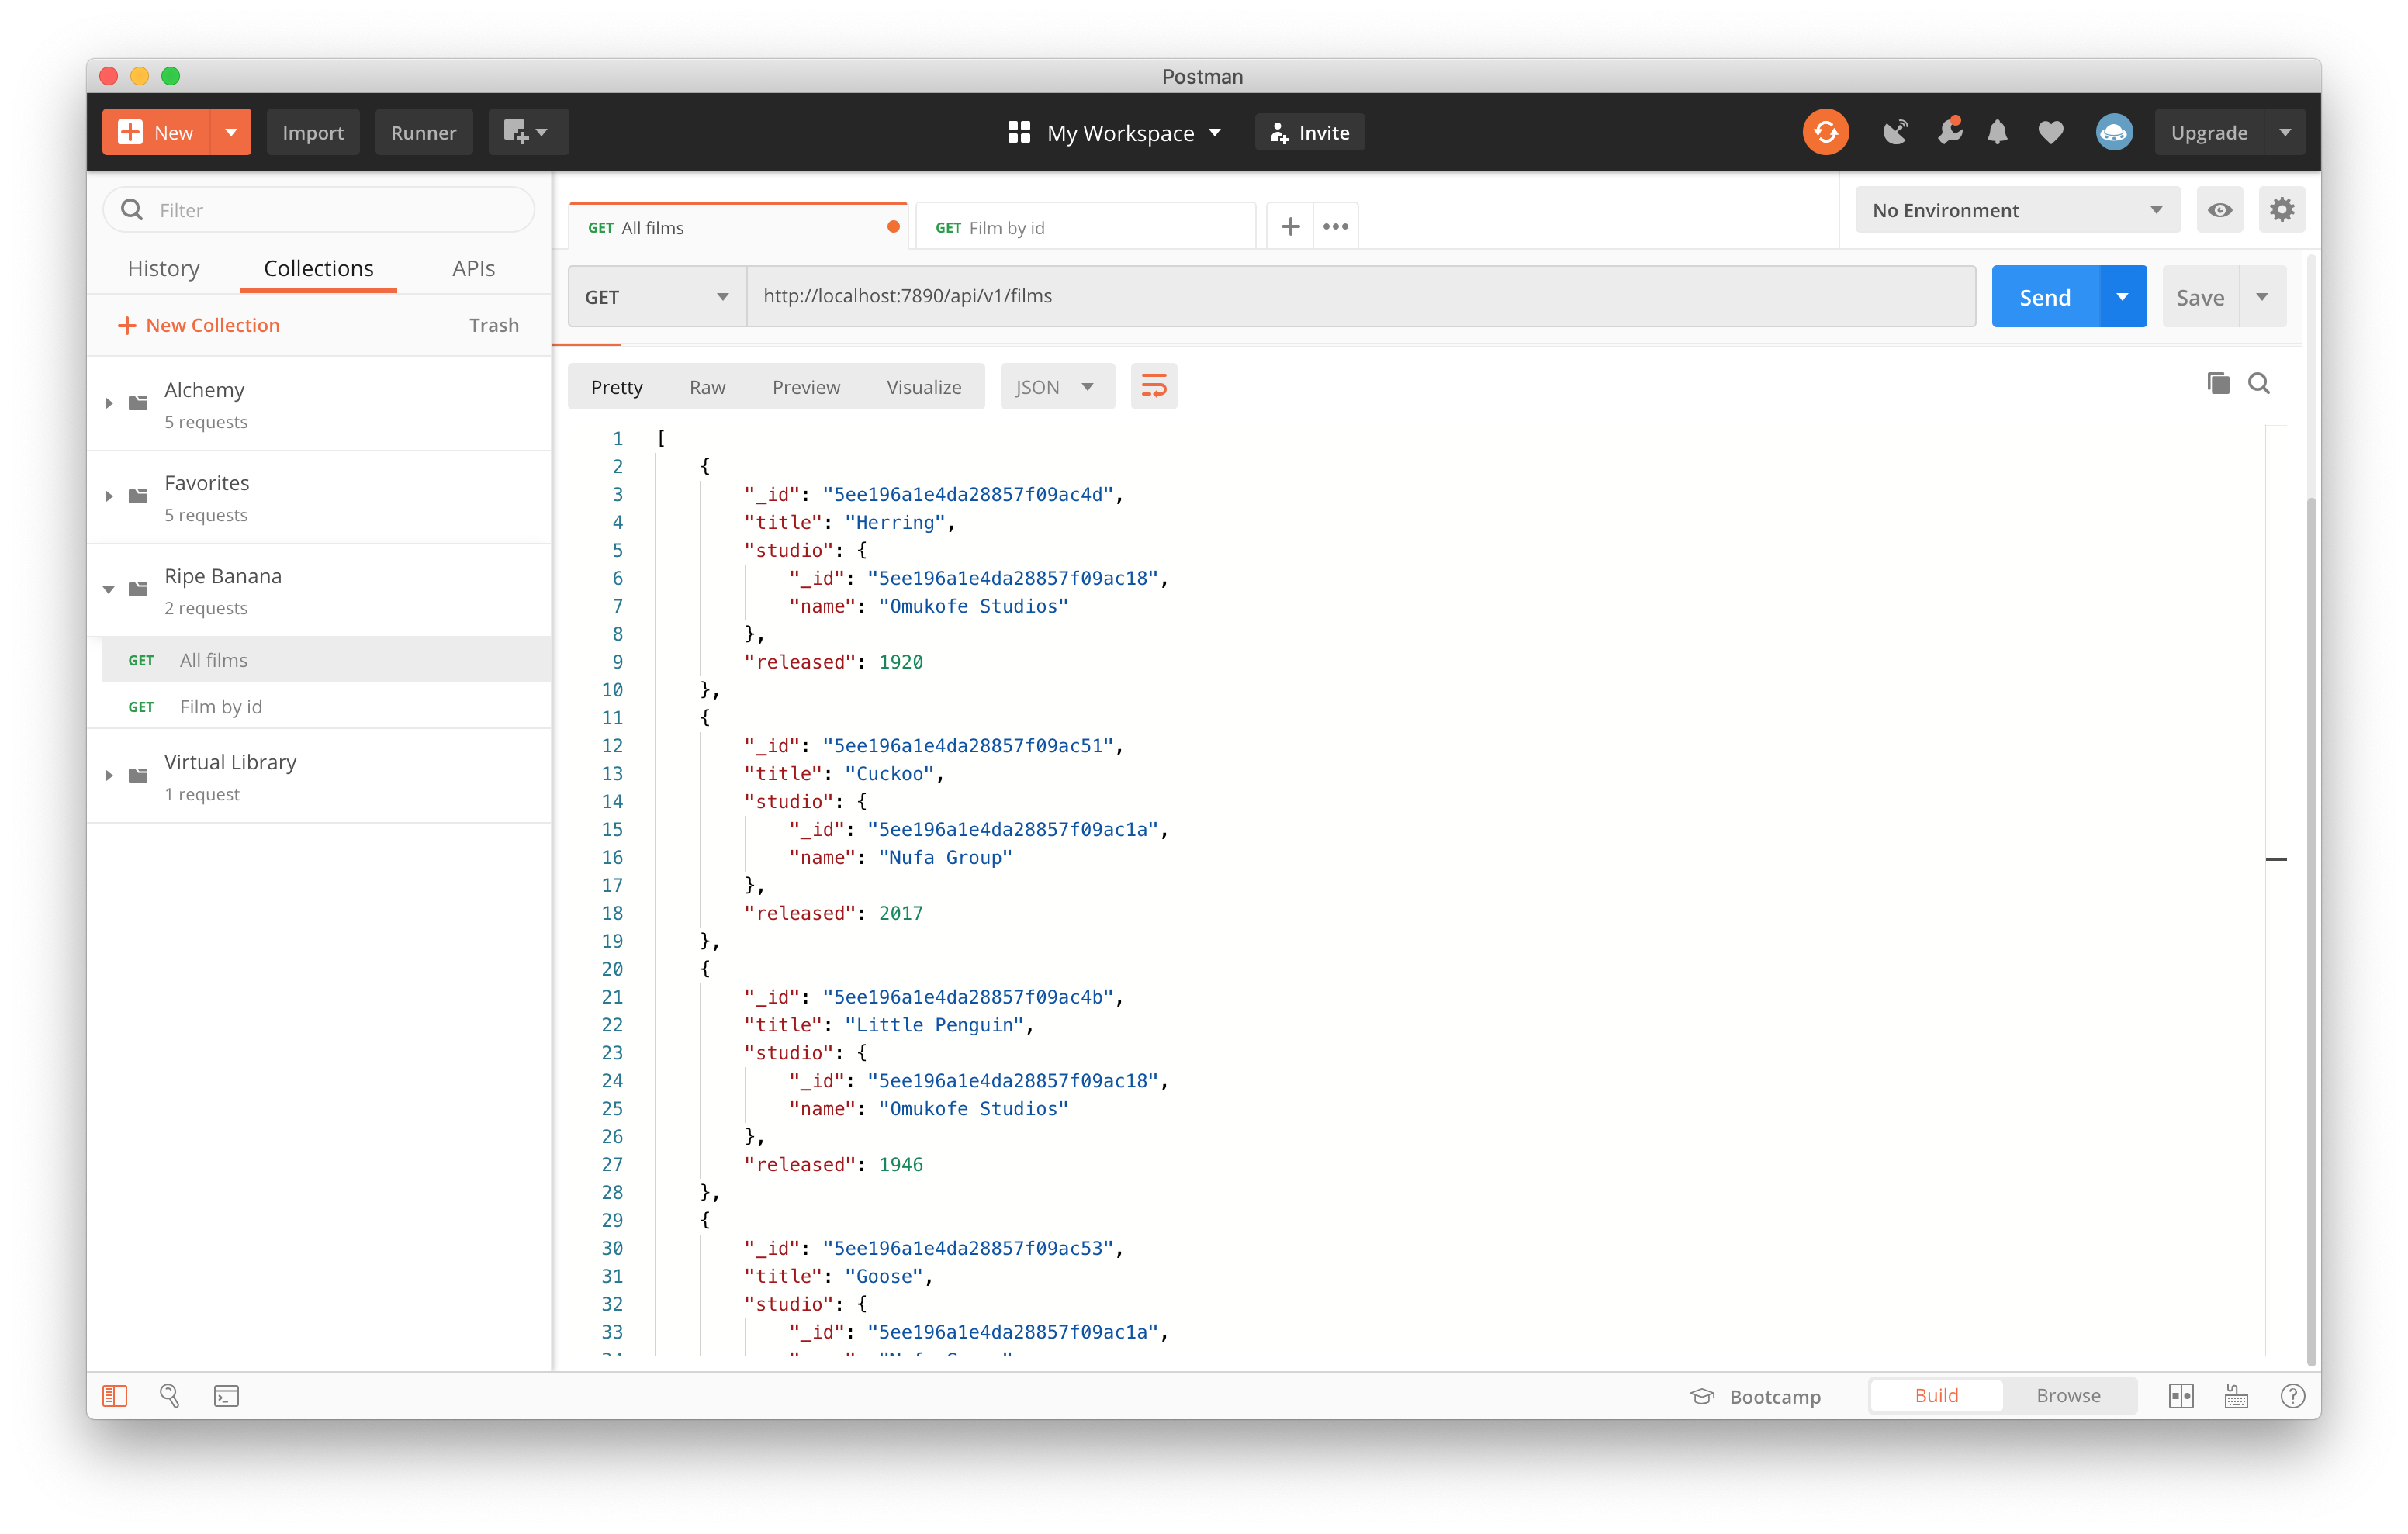 Postman
New
Import
Runner
My Workspace
Invite
Upgrade
Filter
History Collections APIs
New Collection Trash
Alchemy
5 requests
Favorites
5 requests
Ripe Banana
2 requests
GET All films
GET Film by id
Virtual Library
1 request
GET All films
GET Film by id
No Environment
GET http://localhost:7890/api/v1/films
Send
Save
Pretty Raw Preview Visualize JSON
1 [
2 {
3 "_id": "5ee196a1e4da28857f09ac4d",
4 "title": "Herring",
5 "studio": {
6 "_id": "5ee196a1e4da28857f09ac18",
7 "name": "Omukofe Studios"
8 },
9 "released": 1920
10 },
11 {
12 "_id": "5ee196a1e4da28857f09ac51",
13 "title": "Cuckoo",
14 "studio": {
15 "_id": "5ee196a1e4da28857f09ac1a",
16 "name": "Nufa Group"
17 },
18 "released": 2017
19 },
20 {
21 "_id": "5ee196a1e4da28857f09ac4b",
22 "title": "Little Penguin",
23 "studio": {
24 "_id": "5ee196a1e4da28857f09ac18",
25 "name": "Omukofe Studios"
26 },
27 "released": 1946
28 },
29 {
30 "_id": "5ee196a1e4da28857f09ac53",
31 "title": "Goose",
32 "studio": {
33 "_id": "5ee196a1e4da28857f09ac1a",
Bootcamp
Build Browse